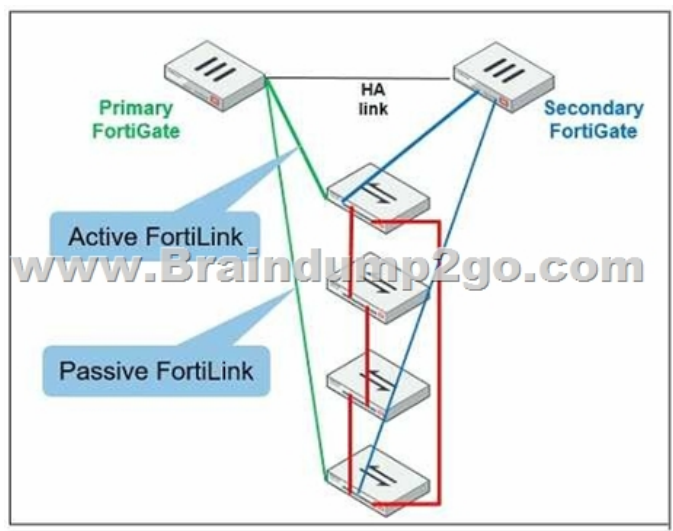 HA
link
Primary
FortiGate
Secondary
FortiGate
Active FortiLink
www.Braindump2go.com
Passive FortiLink